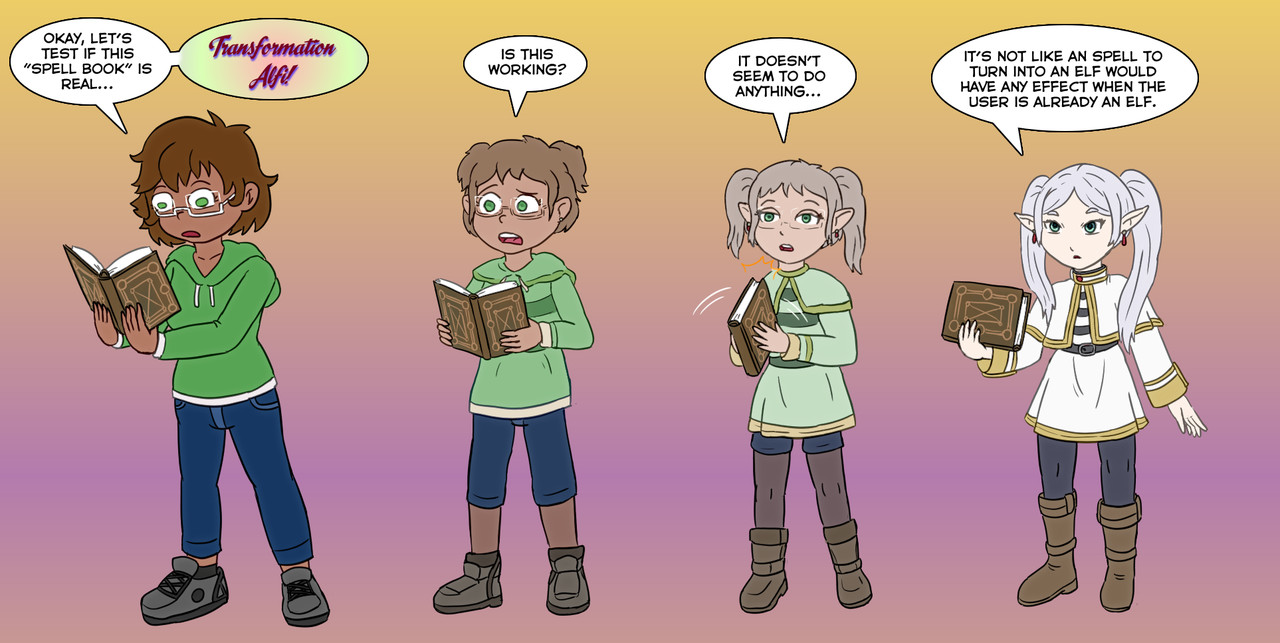 OKAY, LET'S
TEST IF THIS
"SPELL BOOK" IS
REAL...
Transformation
Alfi!
IS THIS
WORKING?
IT DOESN'T
SEEM TO DO
ANYTHING...
IT'S NOT LIKE AN SPELL TO
TURN INTO AN ELF WOULD
HAVE ANY EFFECT WHEN THE
USER IS ALREADY AN ELF.